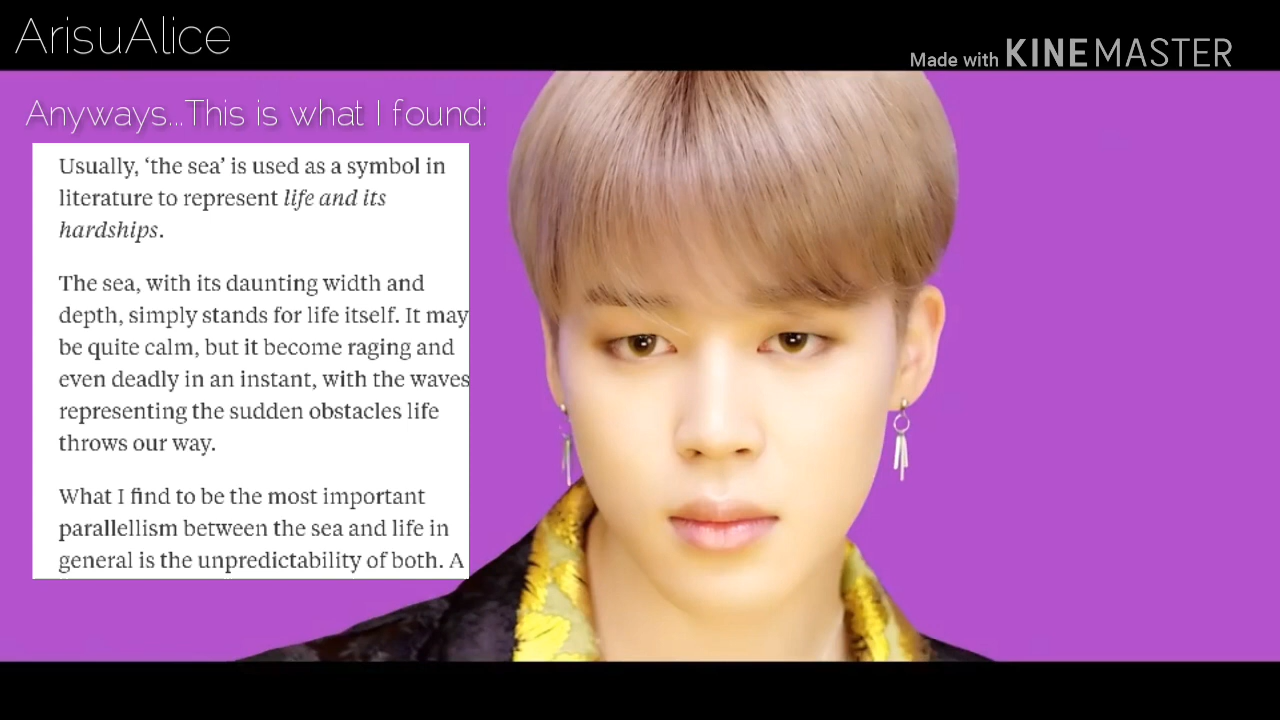 ArisuAlice
Made with KINEMASTER
Anyways...This is what I found:
Usually, ‘the sea’ is used as a symbol in
literature to represent life and its
hardships.
The sea, with its daunting width and
depth, simply stands for life itself. It may
be quite calm, but it become raging and
even deadly in an instant, with the waves
representing the sudden obstacles life
throws our way.
What I find to be the most important
parallellism between the sea and life in
general is the unpredictability of both. A